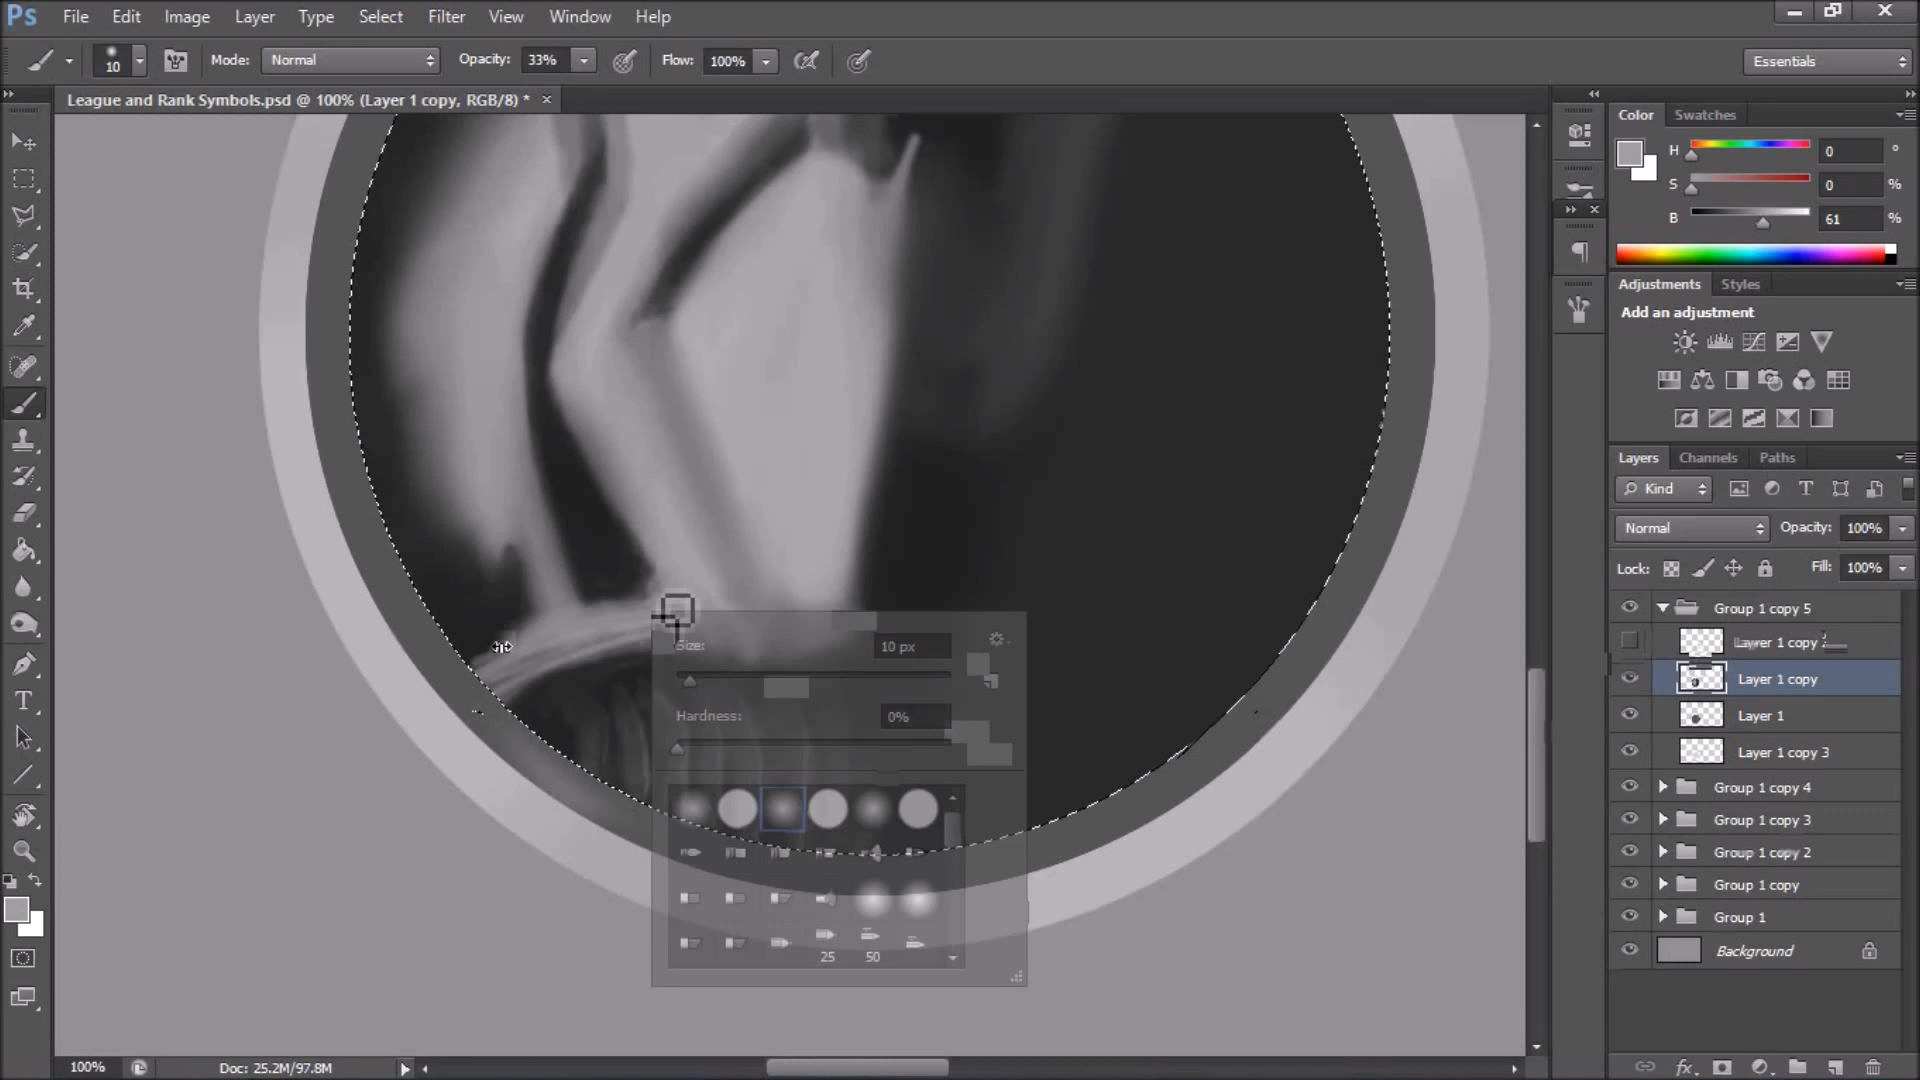 Ps File Edit Image Layer Type Select Filter View Window Help
10 Mode: Normal Opacity: 33% Flow: 100% Essentials
League and Rank Symbols.psd @ 100% (Layer 1 copy, RGB/8) * ×
Color Swatches
H 0 °
S 0 %
B 61 %
Adjustments Styles
Add an adjustment
Layers Channels Paths
Kind
Normal Opacity: 100%
Lock: Fill: 100%
Group 1 copy 5
Layer 1 copy
Layer 1 copy
Layer 1
Layer 1 copy 3
Group 1 copy 4
Group 1 copy 3
Group 1 copy 2
Group 1 copy
Group 1
Background
Size: 10 px
Hardness: 0%
25 50
100% Doc: 25.2M/97.8M